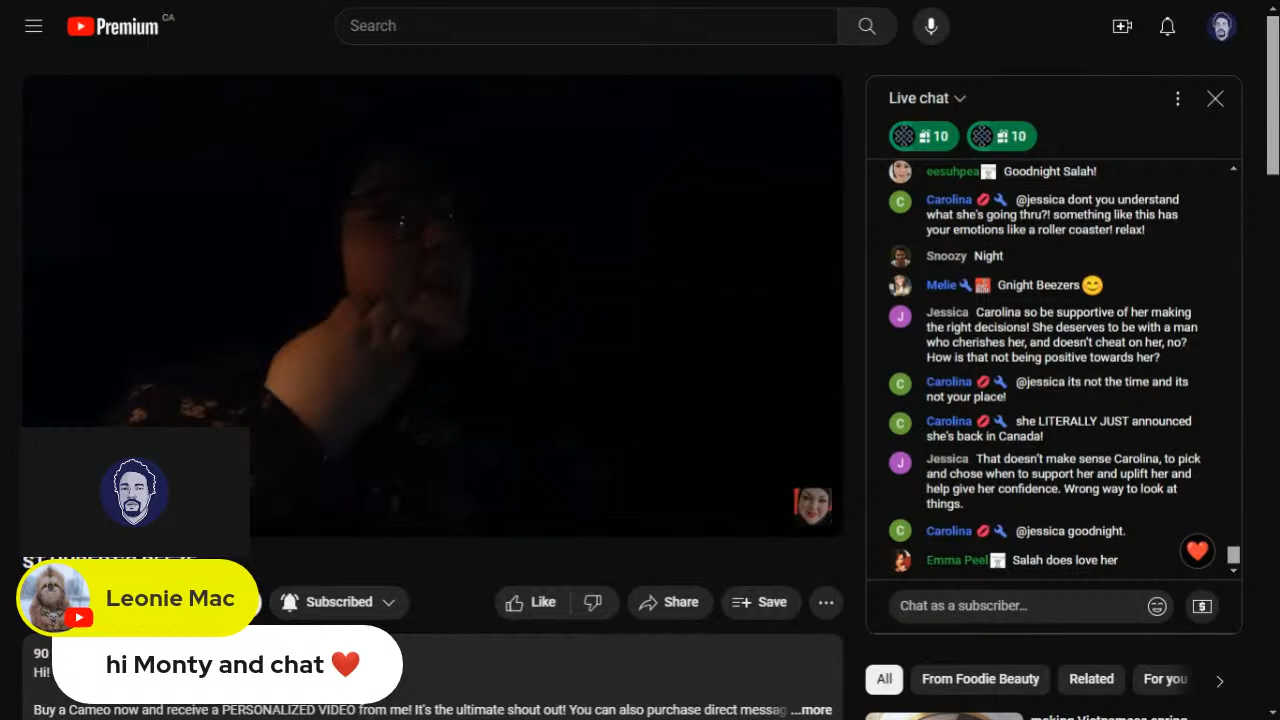 Premium CA
Search
Live chat
10
10
eesuhpea Goodnight Salah!
Carolina @jessica dont you understand
what she's going thru?! something like this has
your emotions like a roller coaster! relax!
Snoozy Night
Melie Gnight Beezers
J
Jessica Carolina so be supportive of her making
the right decisions! She deserves to be with a man
who cherishes her, and doesn't cheat on her, no?
How is that not being positive towards her?
C
Carolina @jessica its not the time and its
not your place!
C
Carolina she LITERALLY JUST announced
she's back in Canada!
J
Jessica That doesn't make sense Carolina, to pick
and chose when to support her and uplift her and
help give her confidence. Wrong way to look at
things.
C
Carolina @jessica goodnight.
Emma Peel Salah does love her
Chat as a subscriber...
Leonie Mac
hi Monty and chat ❤️
Subscribed
Like
Share
Save
90
Hi!
Buy a Cameo now and receive a PERSONALIZED VIDEO from me! It's the ultimate shout out! You can also purchase direct messag ...more
All
From Foodie Beauty
Related
For you
making Vietnamese spring